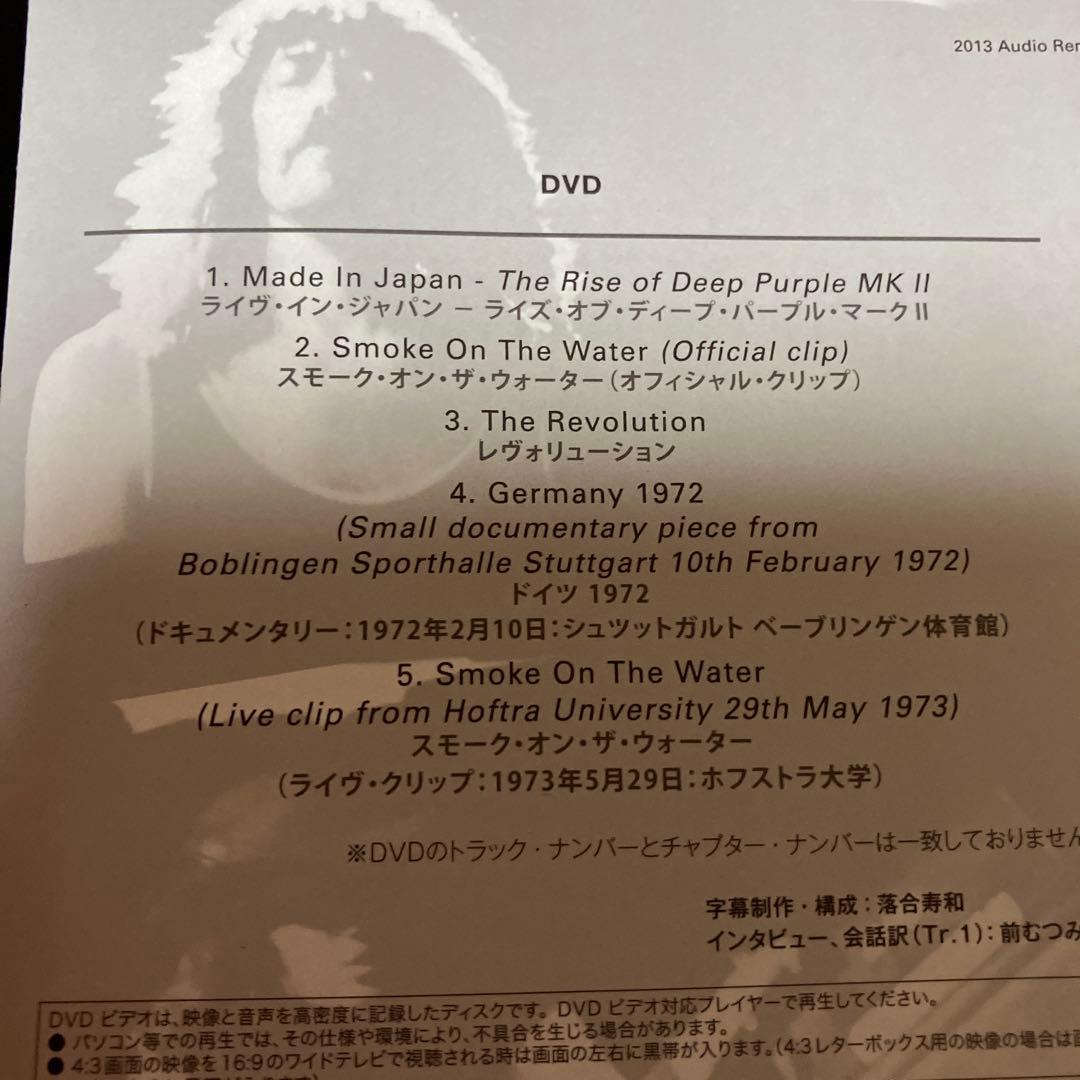 2013 Audio
DVD
1. Made In Japan - The Rise of Deep Purple MK II
ライヴ・イン・ジャパン － ライズ・オブ・ディープ・パープル・マークII
2. Smoke On The Water (Official clip)
スモーク・オン・ザ・ウォーター（オフィシャル・クリップ）
3. The Revolution
レヴォリューション
4. Germany 1972
(Small documentary piece from
Boblingen Sporthalle Stuttgart 10th February 1972)
ドイツ 1972
（ドキュメンタリー：1972年2月10日：シュツットガルト ベーブリンゲン体育館）
5. Smoke On The Water
(Live clip from Hoftra University 29th May 1973)
スモーク・オン・ザ・ウォーター
（ライヴ・クリップ：1973年5月29日：ホフストラ大学）
※DVDのトラック・ナンバーとチャプター・ナンバーは一致しておりません
字幕制作・構成：落合寿和
インタビュー、会話訳（Tr.1）：前むつみ
DVD ビデオは、映像と音声を高密度に記録したディスクです。DVD ビデオ対応プレイヤーで再生してください。
● パソコン等での再生では、その仕様や環境により、不具合を生じる場合があります。
● 4:3画面の映像を16:9のワイドテレビで視聴される時は画面の左右に黒帯が入ります。（4:3レターボックス用の映像の場合は